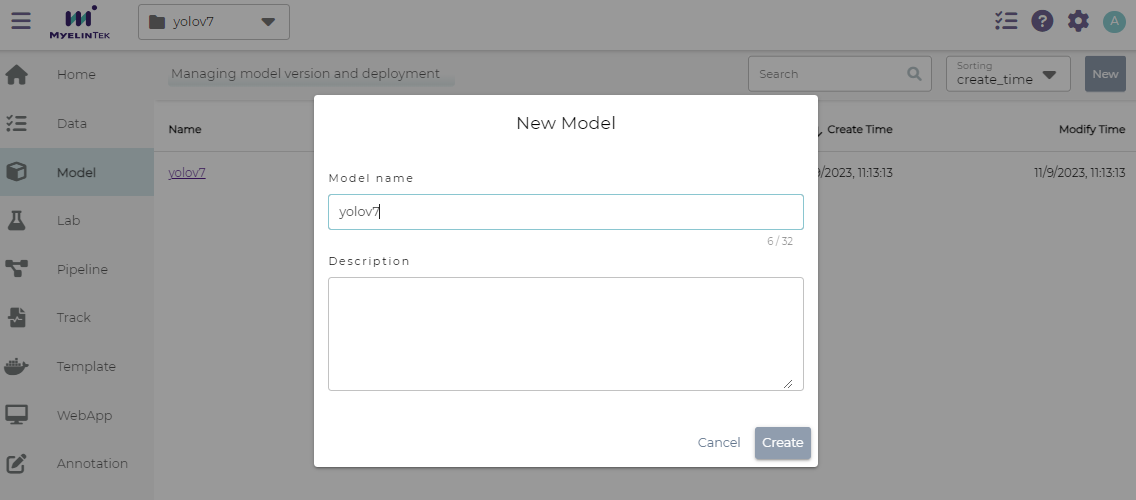 MYELINTEK
yolov7
A
Home
Data
Model
Lab
Pipeline
Track
Template
WebApp
Annotation
Managing model version and deployment
Search
Sorting
create_time
New
Name
Create Time
Modify Time
yolov7
9/2023, 11:13:13
11/9/2023, 11:13:13
New Model
Model name
yolov7
6 / 32
Description
Cancel
Create